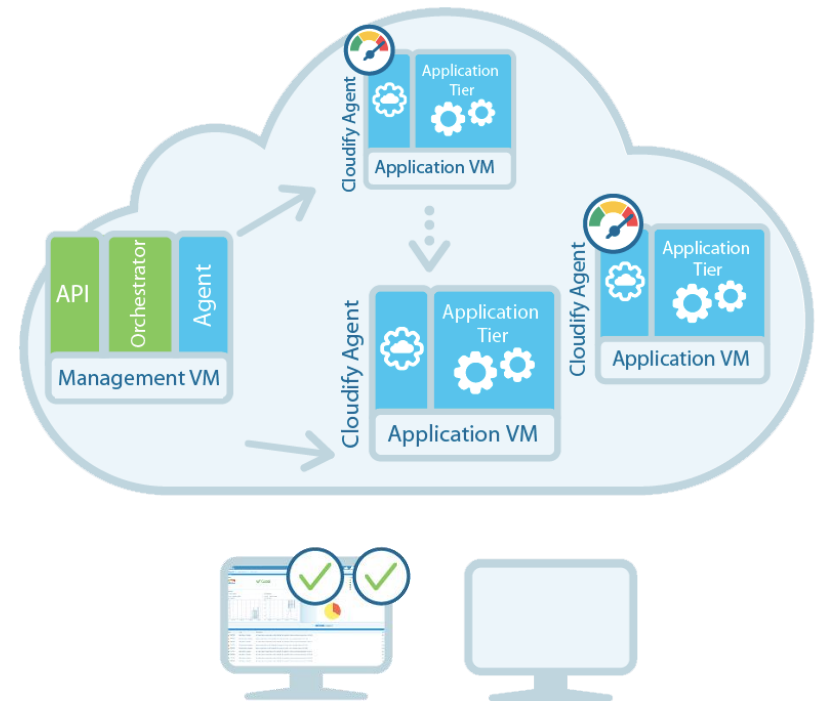 Cloudify Agent
Application
Tier
Application VM
API
Orchestrator
Agent
Management VM
Cloudify Agent
Application
Tier
Application VM
Cloudify Agent
Application
Tier
Application VM